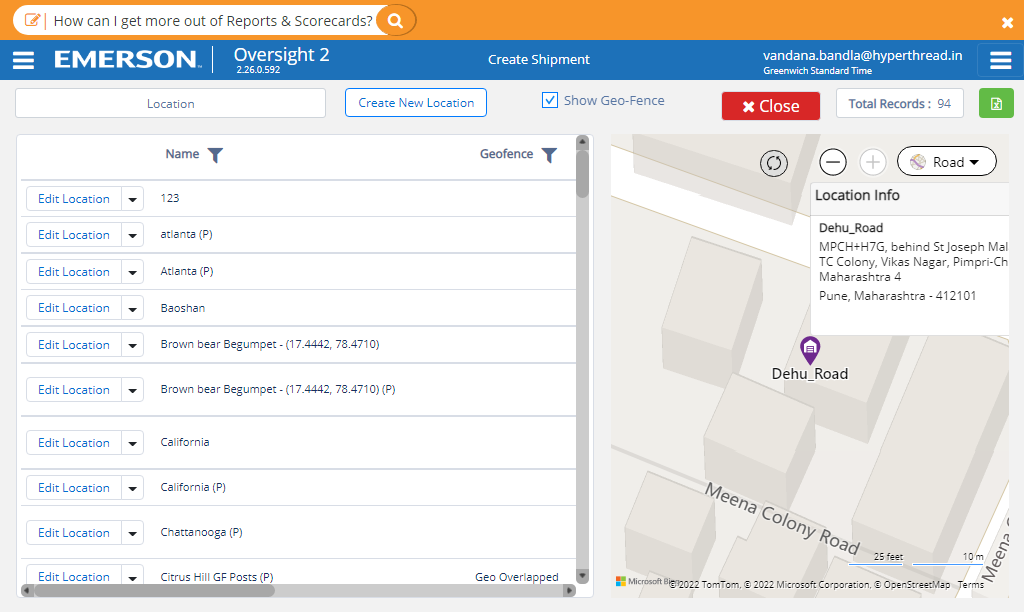 How can I get more out of Reports & Scorecards?
EMERSON.
Oversight 2
2.26.0.592
Create Shipment
vandana.bandla@hyperthread.in
Greenwich Standard Time
Location
Create New Location
Show Geo-Fence
Close
Total Records : 94
Name
Geofence
Edit Location
123
Edit Location
atlanta (P)
Edit Location
Atlanta (P)
Edit Location
Baoshan
Edit Location
Brown bear Begumpet - (17.4442, 78.4710)
Edit Location
Brown bear Begumpet - (17.4442, 78.4710) (P)
Edit Location
California
Edit Location
California (P)
Edit Location
Chattanooga (P)
Edit Location
Citrus Hill GF Posts (P)
Geo Overlapped
Road
Location Info
Dehu_Road
MPCH+H7G, behind St Joseph Mal
TC Colony, Vikas Nagar, Pimpri-Ch
Maharashtra 4
Pune, Maharashtra - 412101
Dehu_Road
Meena Colony Road
Meena
25 feet
10 m
Microsoft Bi
© 2022 TomTom, © 2022 Microsoft Corporation, © OpenStreetMap Terms